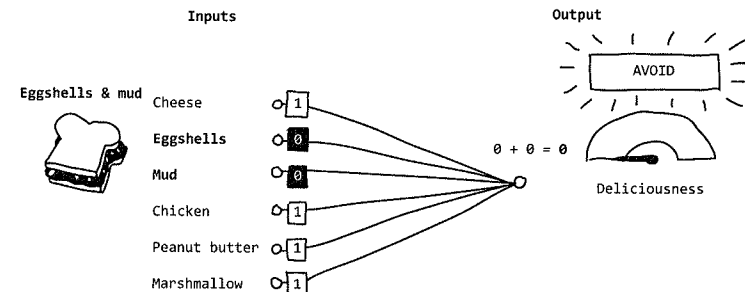 Inputs
Output
AVOID
Eggshells & mud
Cheese 1
Eggshells 0
Mud 0
Chicken 1
Peanut butter 1
Marshmallow 1
0 + 0 = 0
Deliciousness